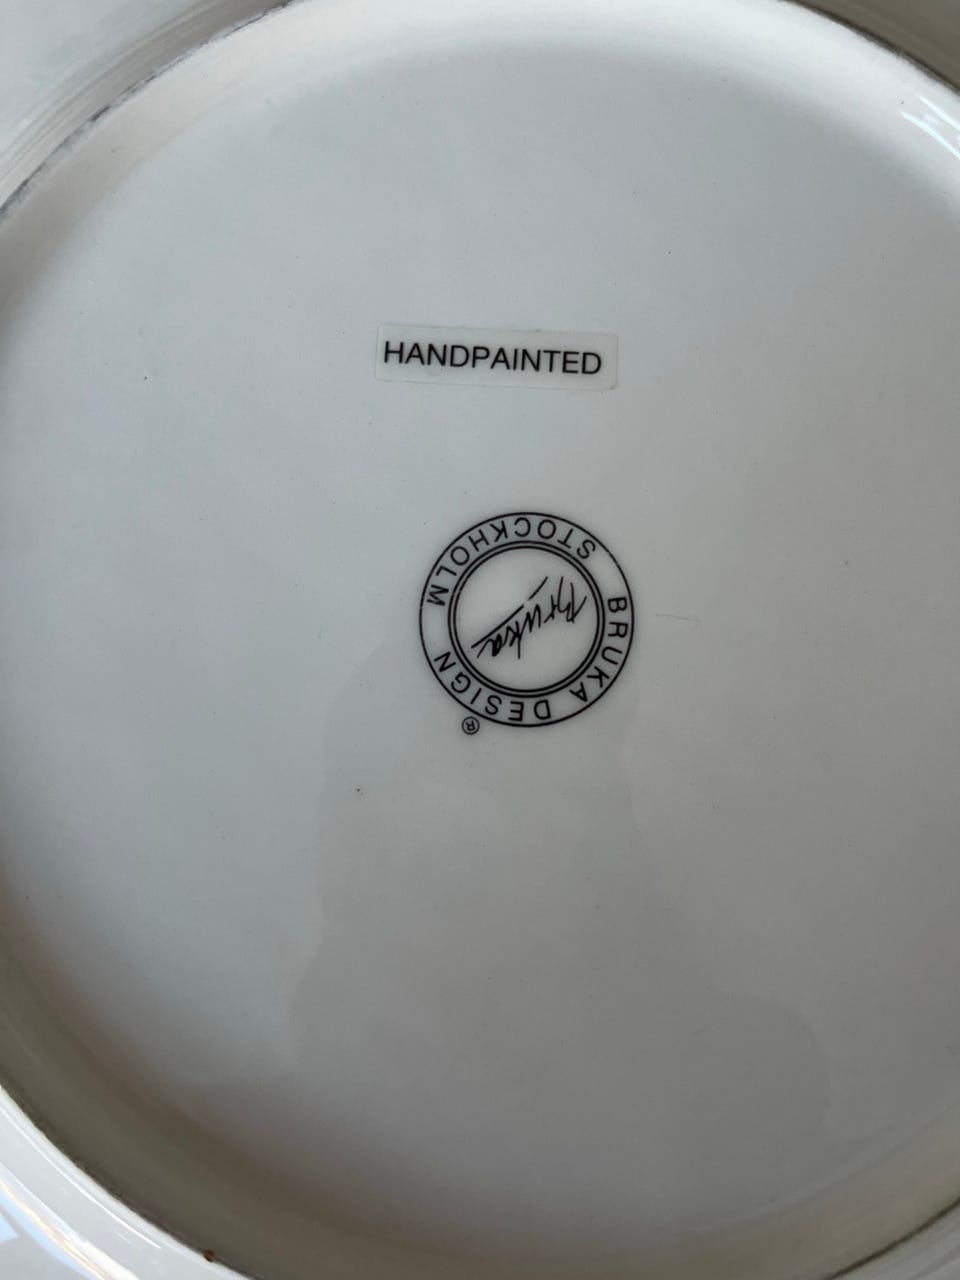 HANDPAINTED
BRUKA DESIGN
STOCKHOLM
Bruka
®